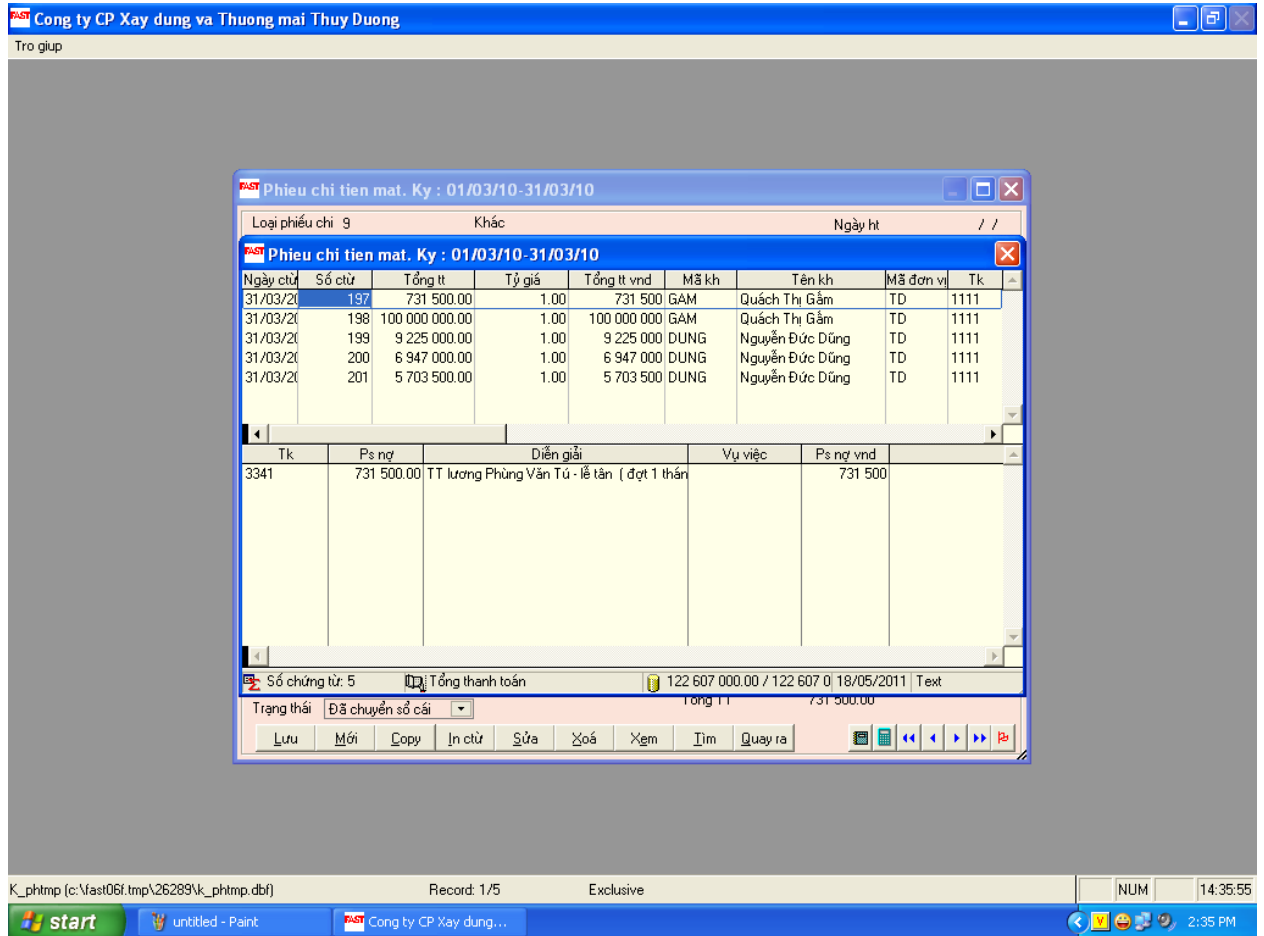 FAST Cong ty CP Xay dung va Thuong mai Thuy Duong
Tro giup
FAST Phieu chi tien mat. Ky : 01/03/10-31/03/10
Loại phiếu chi 9 Khác Ngày ht / /
FAST Phieu chi tien mat. Ky : 01/03/10-31/03/10
Ngày ctừ Số ctừ Tổng tt Tỷ giá Tổng tt vnd Mã kh Tên kh Mã đơn vị Tk
31/03/20 197 731 500.00 1.00 731 500 GAM Quách Thị Gấm TD 1111
31/03/20 198 100 000 000.00 1.00 100 000 000 GAM Quách Thị Gấm TD 1111
31/03/20 199 9 225 000.00 1.00 9 225 000 DUNG Nguyễn Đức Dũng TD 1111
31/03/20 200 6 947 000.00 1.00 6 947 000 DUNG Nguyễn Đức Dũng TD 1111
31/03/20 201 5 703 500.00 1.00 5 703 500 DUNG Nguyễn Đức Dũng TD 1111
Tk Ps nợ Diễn giải Vụ việc Ps nợ vnd
3341 731 500.00 TT lương Phùng Văn Tú - lễ tân ( đợt 1 thán 731 500
Số chứng từ: 5 Tổng thanh toán 122 607 000.00 / 122 607 0 18/05/2011 Text
Trạng thái Đã chuyển sổ cái Tổng TT 731 500.00
Lưu Mới Copy In ctừ Sửa Xoá Xem Tìm Quay ra
K_phtmp (c:\fast06f.tmp\26289\k_phtmp.dbf) Record: 1/5 Exclusive NUM 14:35:55
start untitled - Paint FAST Cong ty CP Xay dung... V 2:35 PM